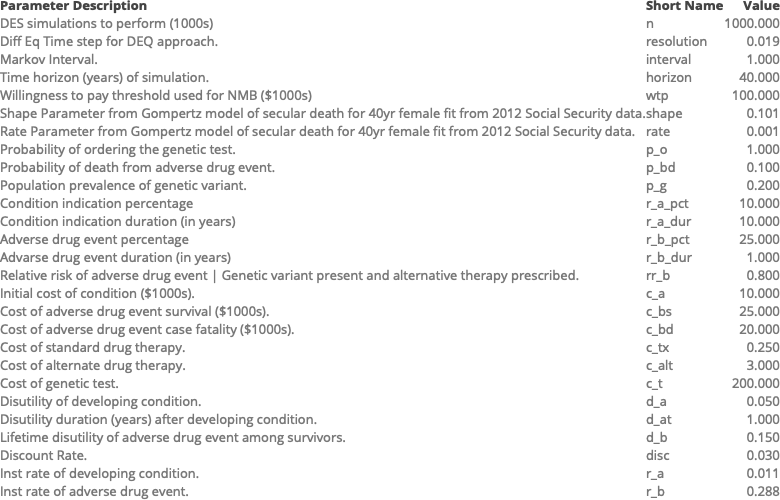 Parameter Description Short Name Value
DES simulations to perform (1000s) n 1000.000
Diff Eq Time step for DEQ approach. resolution 0.019
Markov Interval. interval 1.000
Time horizon (years) of simulation. horizon 40.000
Willingness to pay threshold used for NMB ($1000s) wtp 100.000
Shape Parameter from Gompertz model of secular death for 40yr female fit from 2012 Social Security data. shape 0.101
Rate Parameter from Gompertz model of secular death for 40yr female fit from 2012 Social Security data. rate 0.001
Probability of ordering the genetic test. p_o 1.000
Probability of death from adverse drug event. p_bd 0.100
Population prevalence of genetic variant. p_g 0.200
Condition indication percentage r_a_pct 10.000
Condition indication duration (in years) r_a_dur 10.000
Adverse drug event percentage r_b_pct 25.000
Advarse drug event duration (in years) r_b_dur 1.000
Relative risk of adverse drug event | Genetic variant present and alternative therapy prescribed. rr_b 0.800
Initial cost of condition ($1000s). c_a 10.000
Cost of adverse drug event survival ($1000s). c_bs 25.000
Cost of adverse drug event case fatality ($1000s). c_bd 20.000
Cost of standard drug therapy. c_tx 0.250
Cost of alternate drug therapy. c_alt 3.000
Cost of genetic test. c_t 200.000
Disutility of developing condition. d_a 0.050
Disutility duration (years) after developing condition. d_at 1.000
Lifetime disutility of adverse drug event among survivors. d_b 0.150
Discount Rate. disc 0.030
Inst rate of developing condition. r_a 0.011
Inst rate of adverse drug event. r_b 0.288